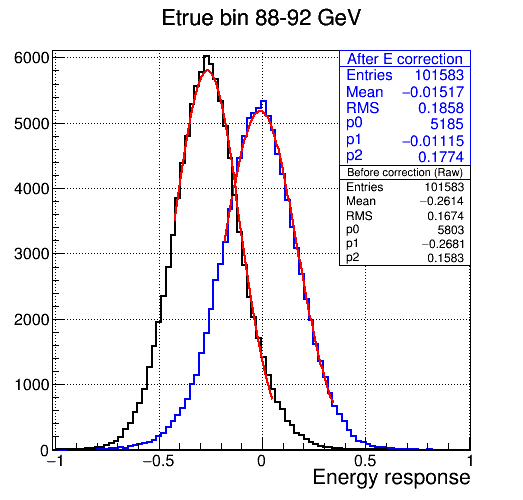 Etrue bin 88-92 GeV
After E correction
Entries 101583
Mean −0.01517
RMS 0.1858
p0 5185
p1 −0.01115
p2 0.1774
Before correction (Raw)
Entries 101583
Mean −0.2614
RMS 0.1674
p0 5803
p1 −0.2681
p2 0.1583
6000
5000
4000
3000
2000
1000
0
−1 −0.5 0 0.5 1
Energy response